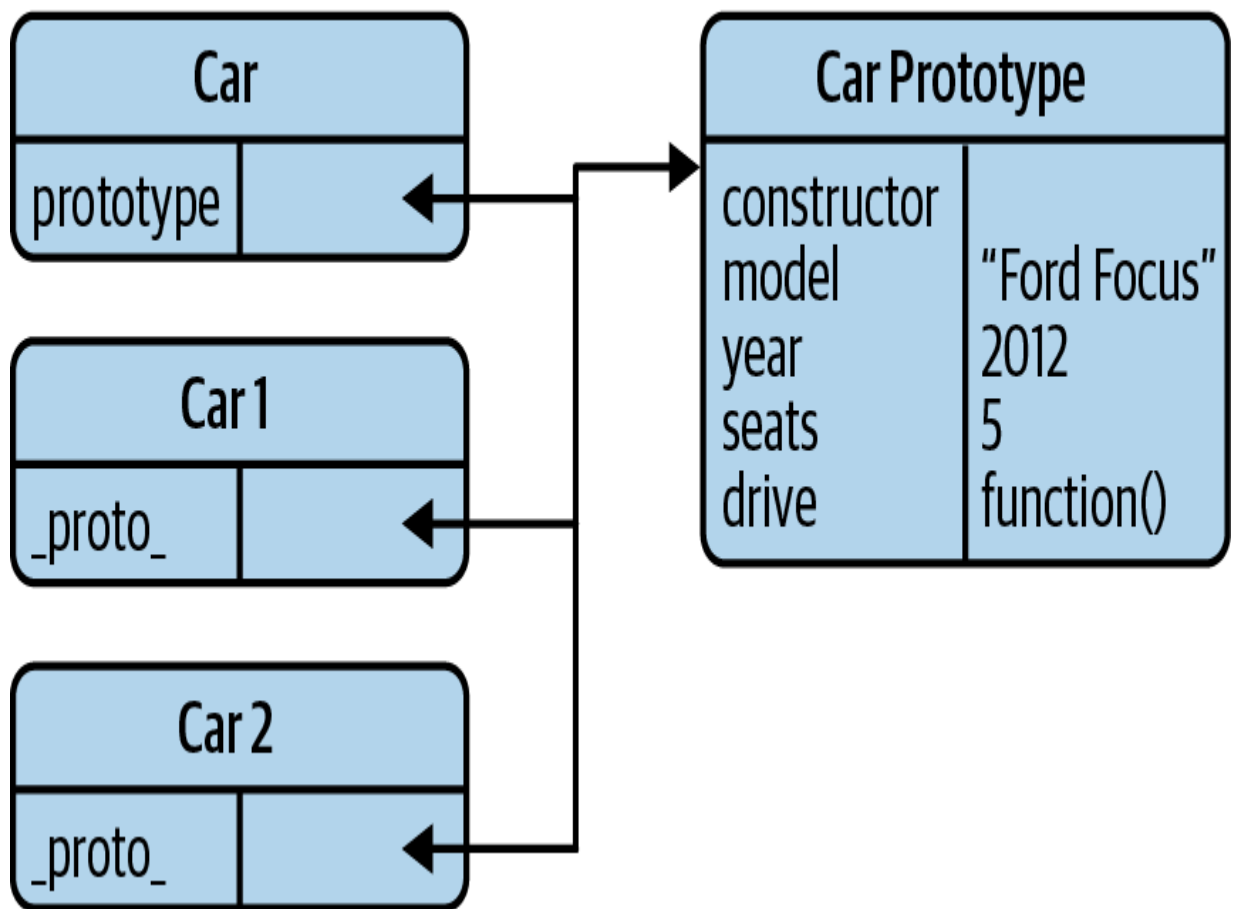 Car
prototype
Car 1
_proto_
Car 2
_proto_
Car Prototype
constructor
model “Ford Focus”
year 2012
seats 5
drive function()